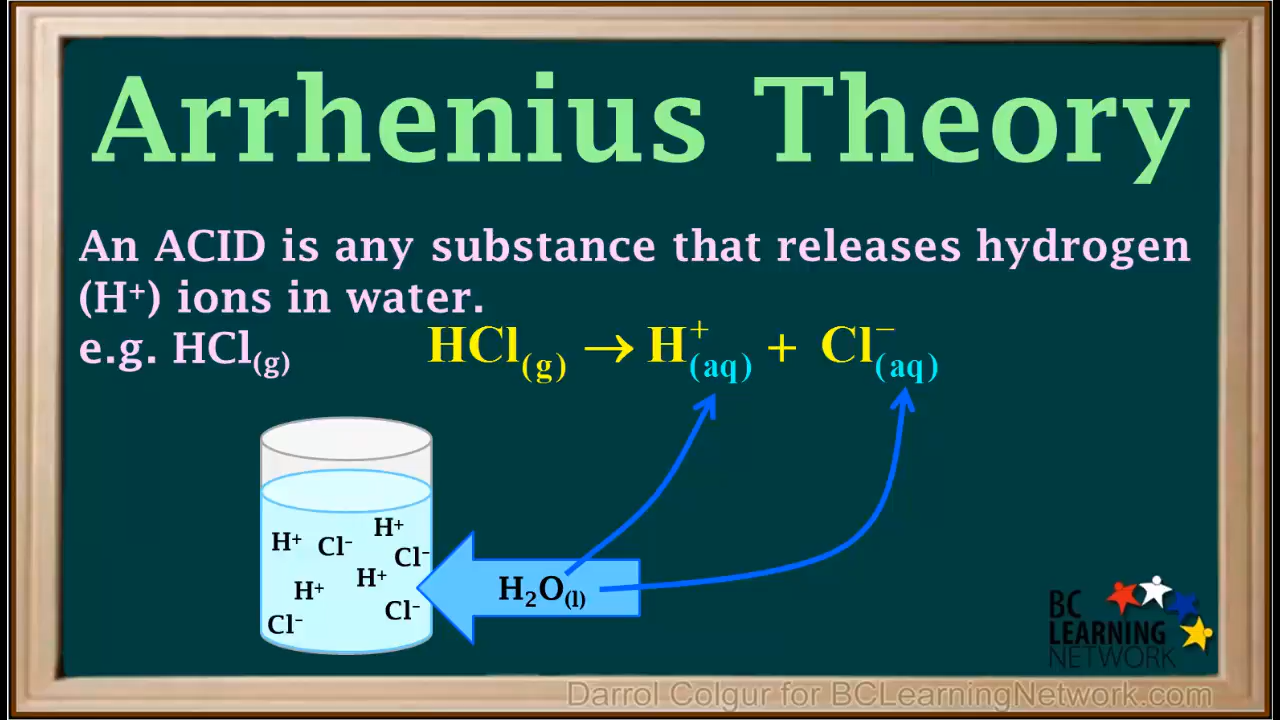 Arrhenius Theory
An ACID is any substance that releases hydrogen
(H⁺) ions in water.
e.g. HCl₍g₎ HCl₍g₎ → H⁺₍aq₎ + Cl⁻₍aq₎
H⁺ Cl⁻ H⁺ Cl⁻
H⁺ H⁺
Cl⁻ Cl⁻
H₂O₍l₎
BC
LEARNING
NETWORK
Darrol Colgur for BCLearningNetwork.com